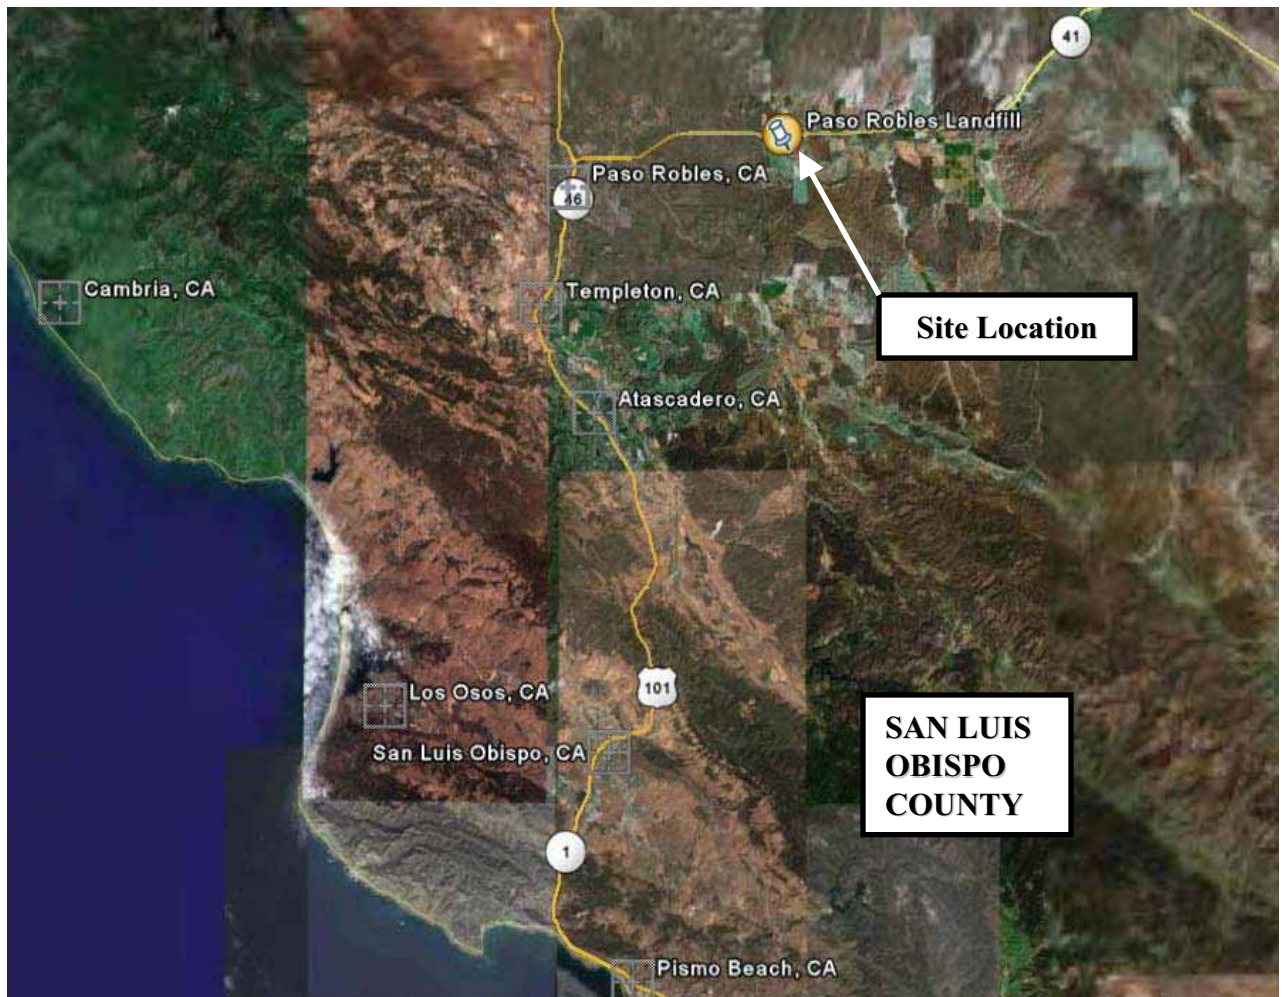 41
Paso Robles Landfill
Paso Robles, CA
46
Cambria, CA
Templeton, CA
Site Location
Atascadero, CA
101
Los Osos, CA
SAN LUIS
OBISPO
COUNTY
San Luis Obispo, CA
1
Pismo Beach, CA